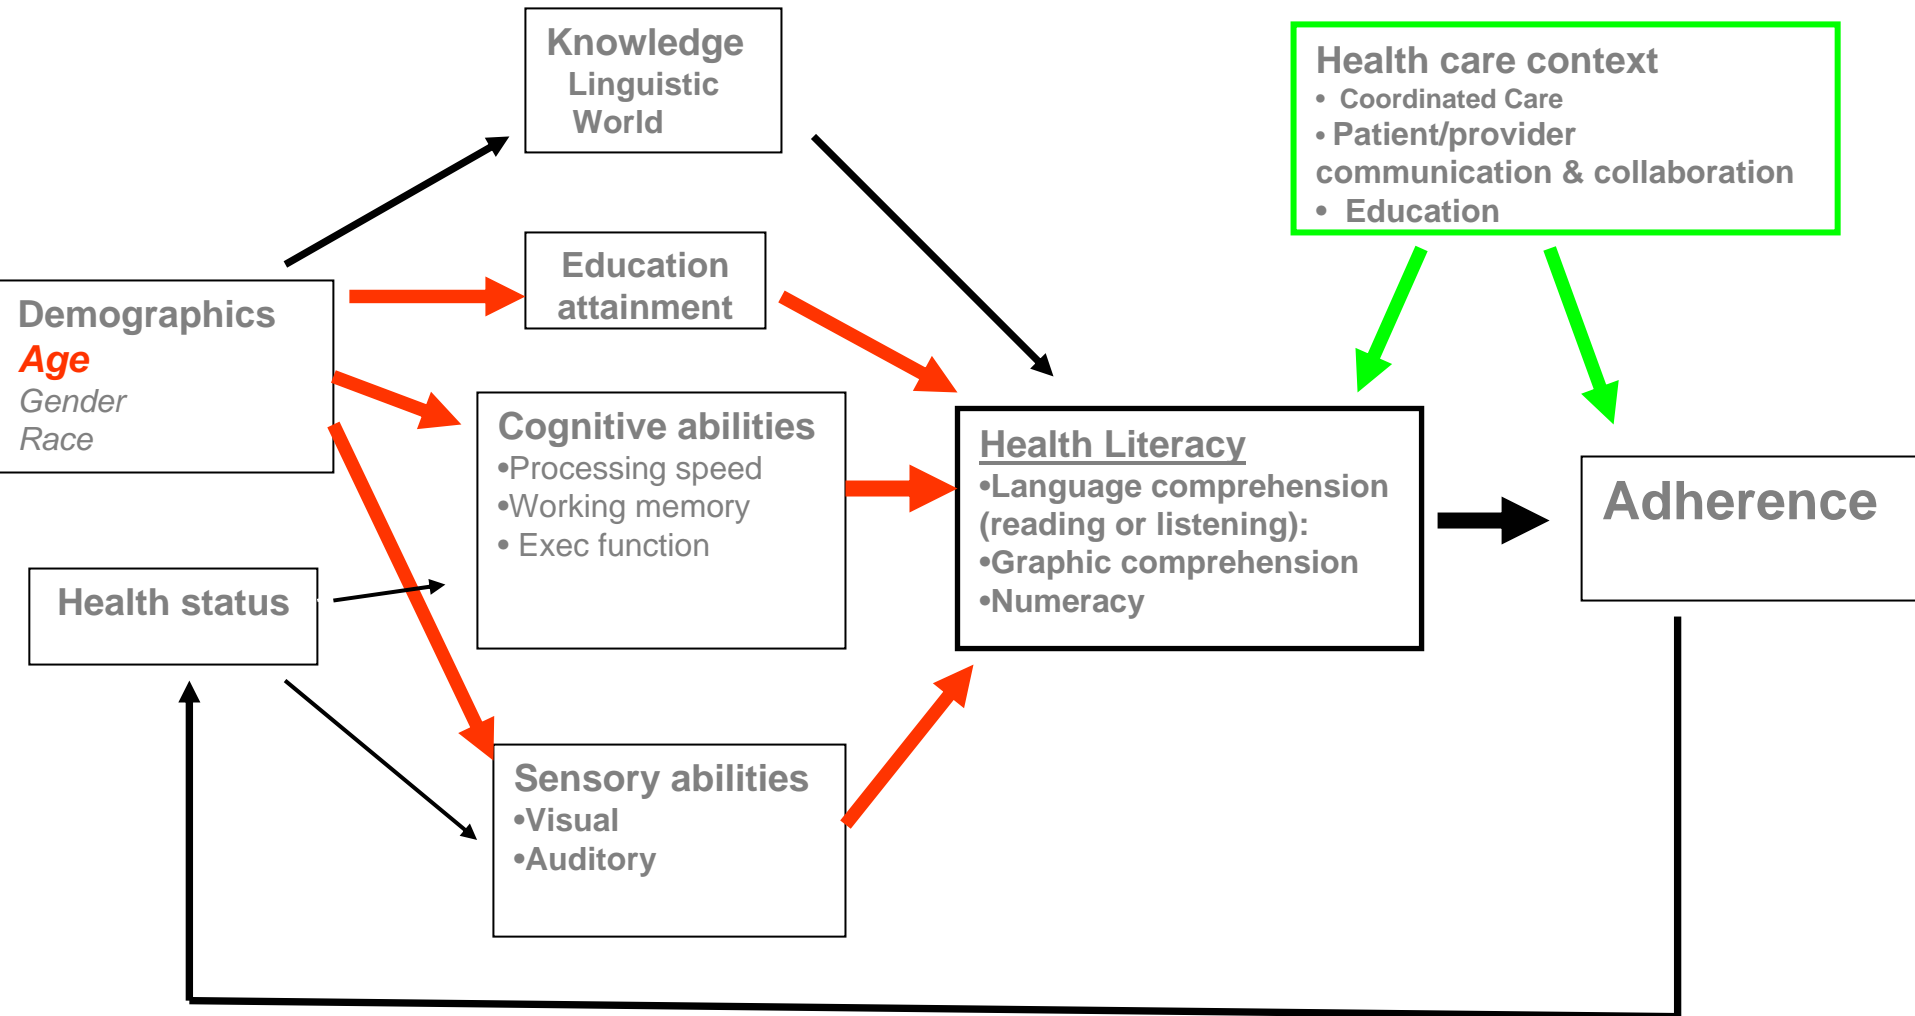 Knowledge
Linguistic
World
Health care context
• Coordinated Care
• Patient/provider
communication & collaboration
• Education
Education
attainment
Demographics
Age
Gender
Race
Cognitive abilities
•Processing speed
•Working memory
• Exec function
Health Literacy
•Language comprehension
(reading or listening):
•Graphic comprehension
•Numeracy
Adherence
Health status
Sensory abilities
•Visual
•Auditory